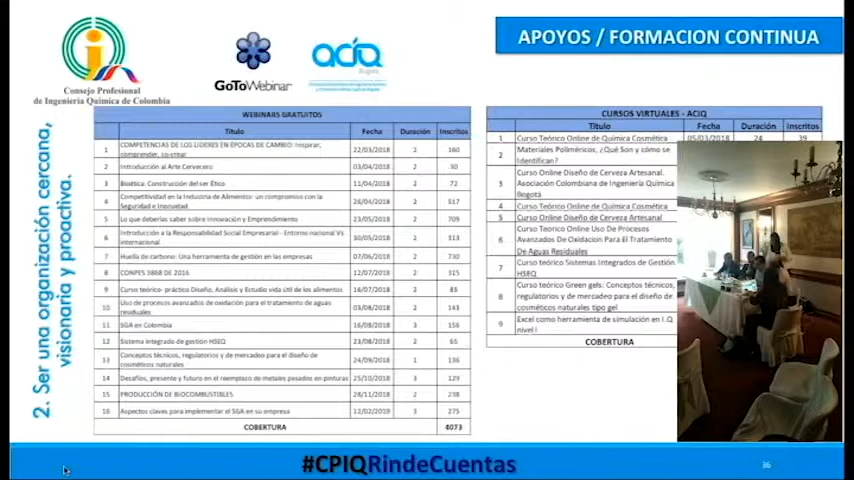 APOYOS / FORMACION CONTINUA
Consejo Profesional
de Ingeniería Química de Colombia
GoToWebinar
aciq
Bogotá
2. Ser una organización cercana,
visionaria y proactiva.
WEBINARS GRATUITOS
Título Fecha Duración Inscritos
1 COMPETENCIAS DE LOS LIDERES EN ÉPOCAS DE CAMBIO: Inspirar, comprender, co-crear 22/03/2018 2 160
2 Introducción al Arte Cervecero 03/04/2018 2 30
3 Bioética: Construcción del ser Ético 11/04/2018 2 72
4 Competitividad en la Industria de Alimentos: un compromiso con la Seguridad e Inocuidad 26/04/2018 2 517
5 Lo que deberías saber sobre Innovación y Emprendimiento 23/05/2018 2 709
6 Introducción a la Responsabilidad Social Empresarial - Entorno nacional Vs internacional 30/05/2018 2 313
7 Huella de carbono: Una herramienta de gestión en las empresas 07/06/2018 2 730
8 CONPES 3868 DE 2016 12/07/2018 2 315
9 Curso teórico- práctico Diseño, Análisis y Estudio vida útil de los alimentos 16/07/2018 2 85
10 Uso de procesos avanzados de oxidación para el tratamiento de aguas residuales 03/08/2018 2 143
11 SGA en Colombia 16/08/2018 3 156
12 Sistema integrado de gestión HSEQ 23/08/2018 2 65
13 Conceptos técnicos, regulatorios y de mercadeo para el diseño de cosméticos naturales 24/09/2018 1 136
14 Desafíos, presente y futuro en el reemplazo de metales pesados en pinturas 25/10/2018 3 129
15 PRODUCCIÓN DE BIOCOMBUSTIBLES 28/11/2018 2 238
16 Aspectos claves para implementar el SGA en su empresa 12/02/2019 3 275
COBERTURA 4073
CURSOS VIRTUALES - ACIQ
Título Fecha Duración Inscritos
1 Curso Teórico Online de Química Cosmética 05/03/2018 24 39
2 Materiales Poliméricos, ¿Qué Son y cómo se Identifican?
3 Curso Online Diseño de Cerveza Artesanal. Asociación Colombiana de Ingeniería Química Bogotá
4 Curso Teórico Online de Química Cosmética
5 Curso Online Diseño de Cerveza Artesanal
6 Curso Teórico Online Uso De Procesos Avanzados De Oxidacion Para El Tratamiento De Aguas Residuales
7 Curso teórico Sistemas Integrados de Gestión HSEQ
8 Curso teórico Green gels: Conceptos técnicos, regulatorios y de mercadeo para el diseño de cosméticos naturales tipo gel
9 Excel como herramienta de simulación en I.Q nivel I
COBERTURA
#CPIQRindeCuentas
36